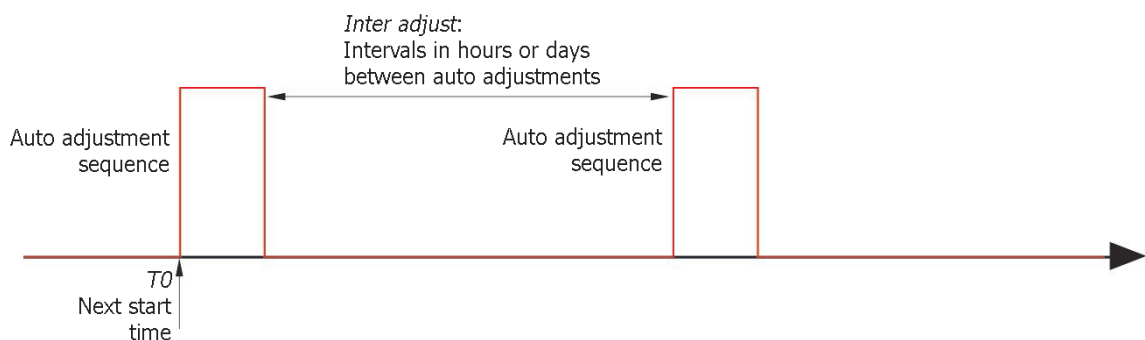 Inter adjust:
Intervals in hours or days
between auto adjustments
Auto adjustment
sequence
Auto adjustment
sequence
T0
Next start
time